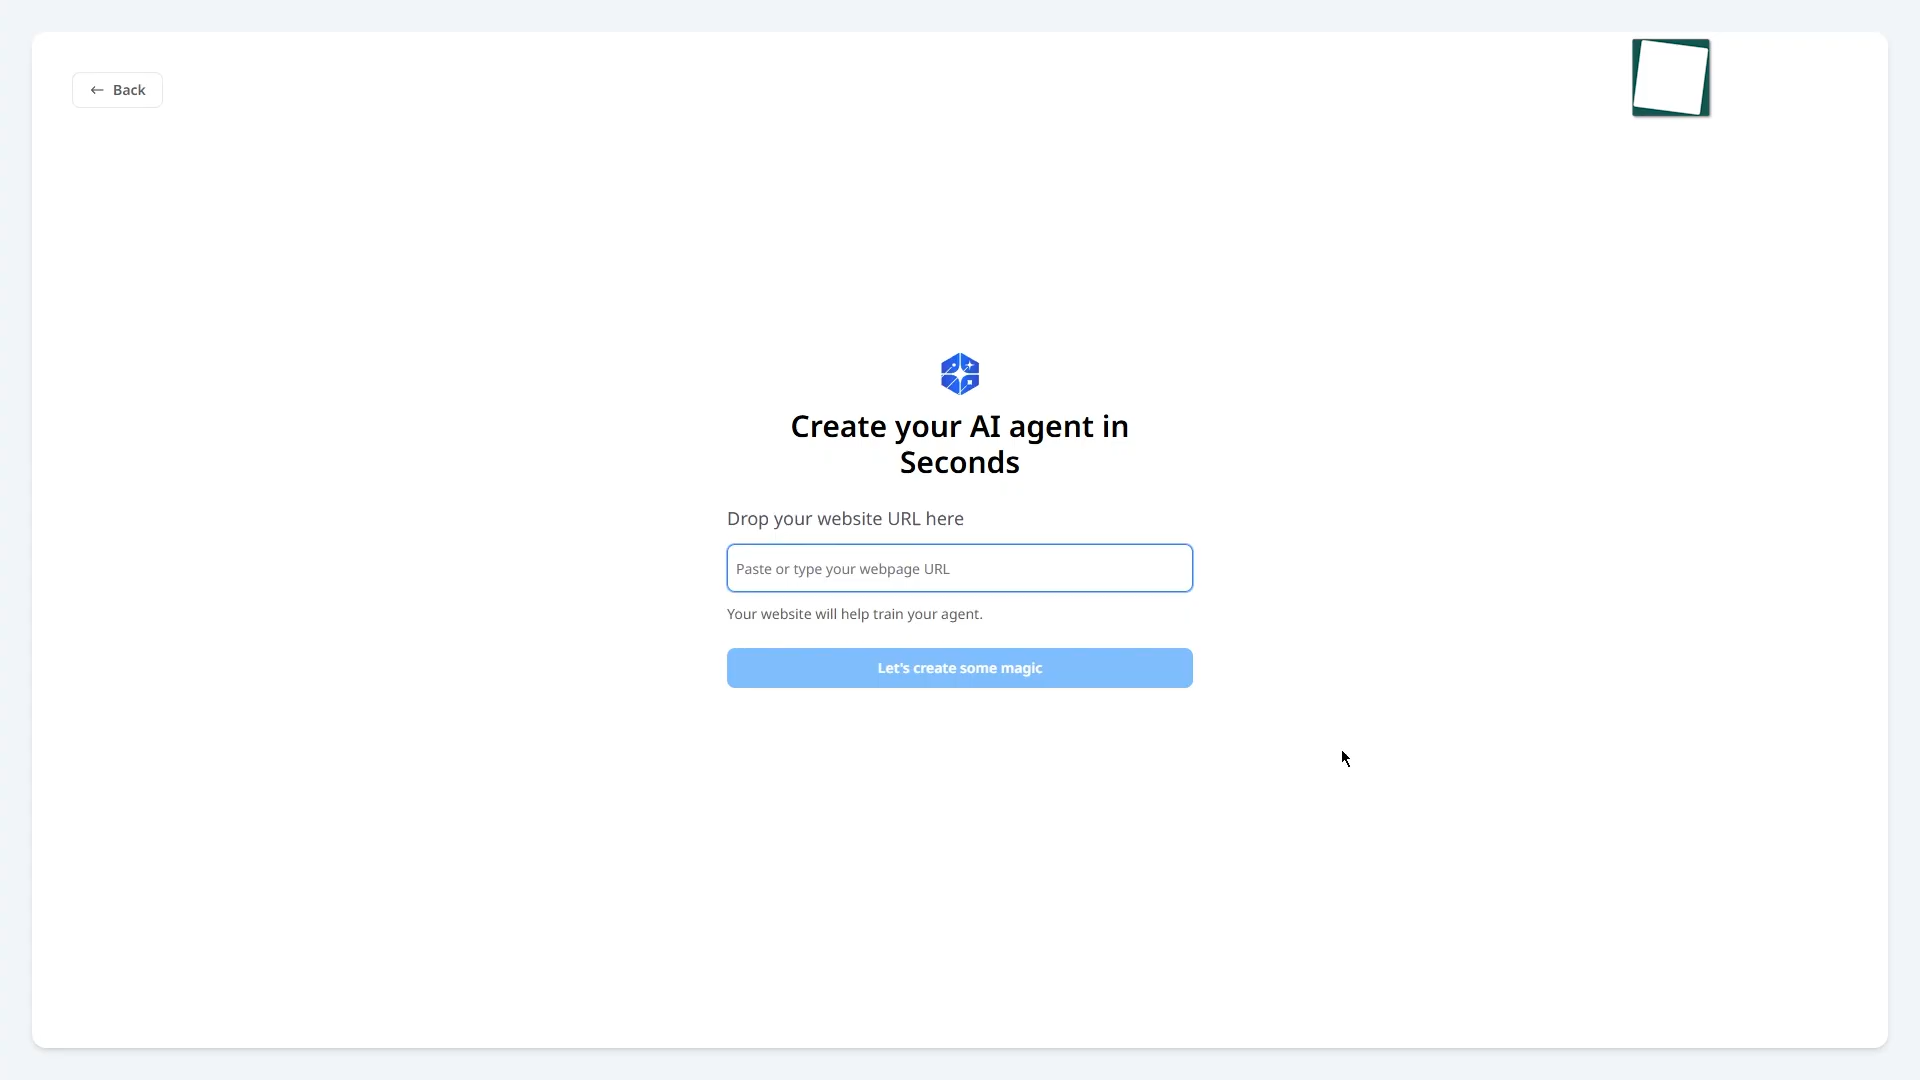 Back
Create your AI agent in
Seconds
Drop your website URL here
Paste or type your webpage URL
Your website will help train your agent.
Let's create some magic